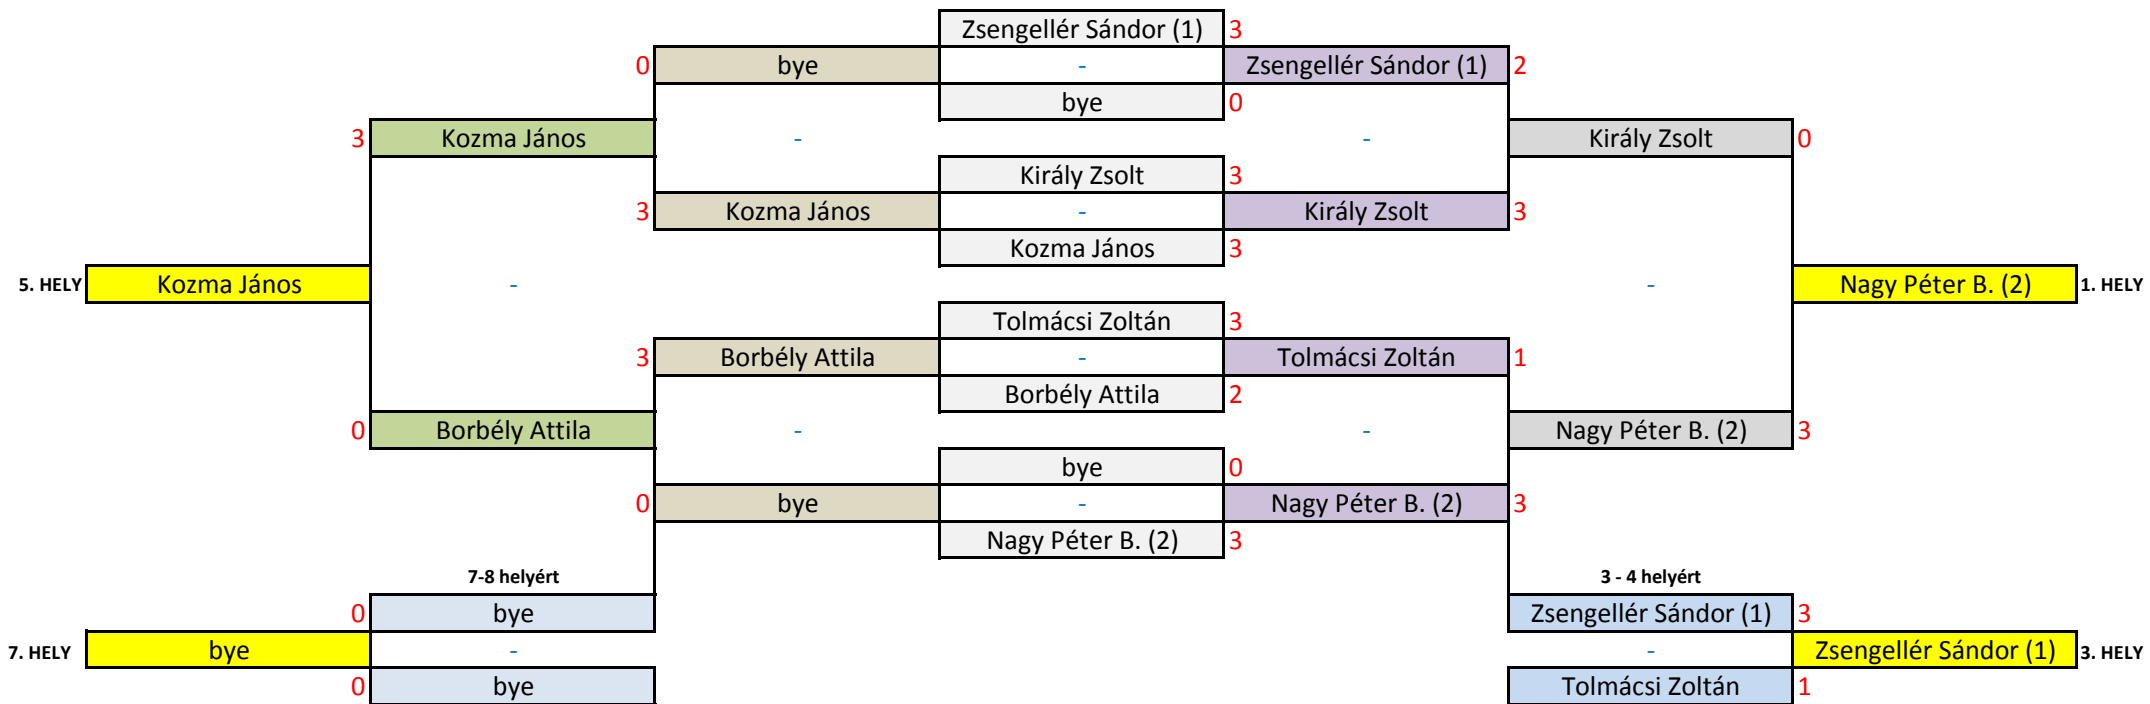 Zsengellér Sándor (1) 3
0 bye - Zsengellér Sándor (1) 2
bye 0
3 Kozma János - - Király Zsolt 0
Király Zsolt 3
3 Kozma János - Király Zsolt 3
Kozma János 3
5. HELY Kozma János - - Nagy Péter B. (2) 1. HELY
Tolmácsi Zoltán 3
3 Borbély Attila - Tolmácsi Zoltán 1
Borbély Attila 2
0 Borbély Attila - - Nagy Péter B. (2) 3
bye 0
0 bye - Nagy Péter B. (2) 3
Nagy Péter B. (2) 3
7-8 helyért 3 - 4 helyért
0 bye Zsengellér Sándor (1) 3
7. HELY bye - - Zsengellér Sándor (1) 3. HELY
0 bye Tolmácsi Zoltán 1